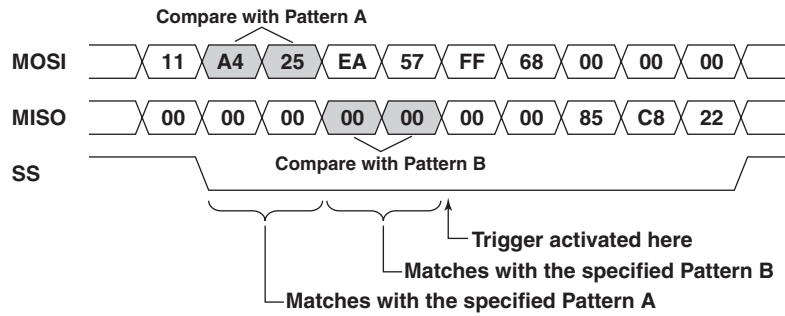 Compare with Pattern A
MOSI 11 A4 25 EA 57 FF 68 00 00 00
MISO 00 00 00 00 00 00 00 85 C8 22
Compare with Pattern B
SS
Trigger activated here
Matches with the specified Pattern B
Matches with the specified Pattern A